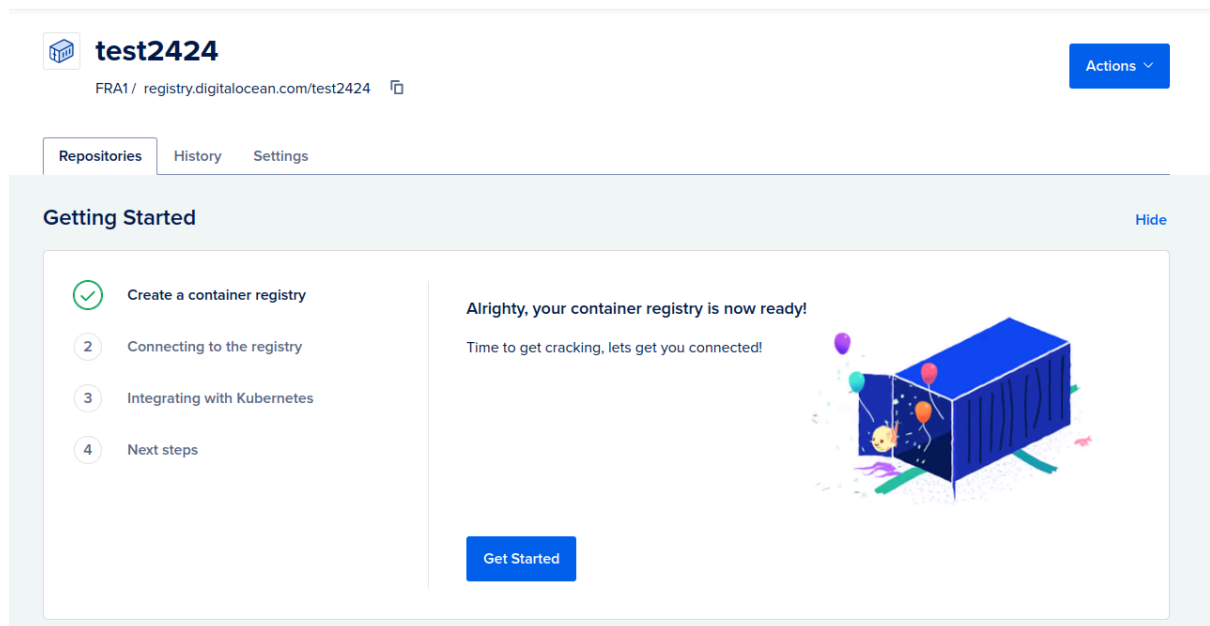 test2424
FRA1 / registry.digitalocean.com/test2424
Actions
Repositories History Settings
Getting Started
Hide
Create a container registry
2 Connecting to the registry
3 Integrating with Kubernetes
4 Next steps
Alrighty, your container registry is now ready!
Time to get cracking, lets get you connected!
Get Started